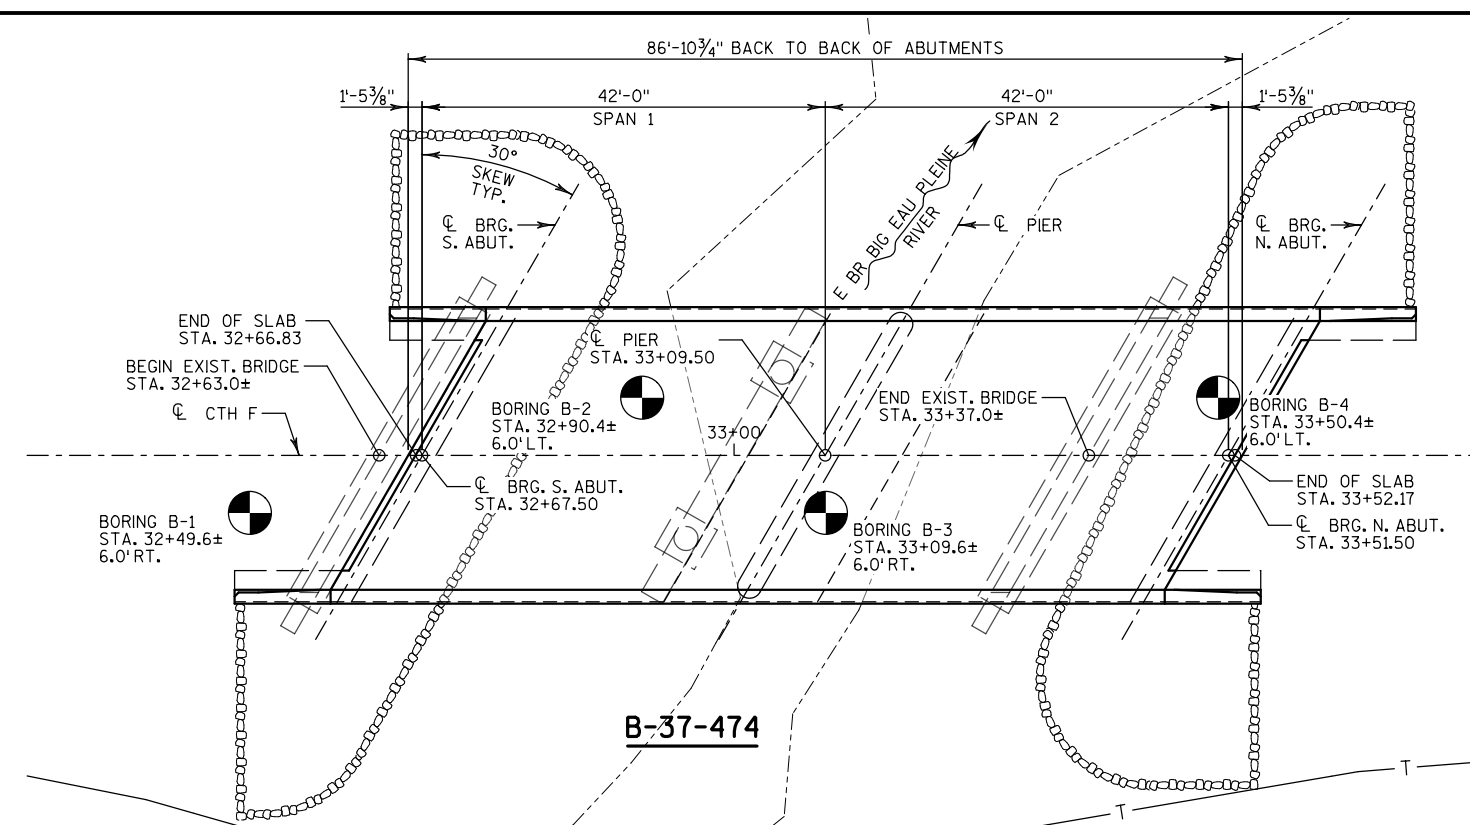 86'-10¾" BACK TO BACK OF ABUTMENTS
1'-5⅜"
42'-0"
SPAN 1
42'-0"
SPAN 2
1'-5⅜"
30°
SKEW
TYP.
℄ BRG.
S. ABUT.
E BR BIG EAU PLEINE
RIVER
℄ PIER
℄ BRG.
N. ABUT.
END OF SLAB
STA. 32+66.83
BEGIN EXIST. BRIDGE
STA. 32+63.0±
℄ CTH F
℄ PIER
STA. 33+09.50
BORING B-2
STA. 32+90.4±
6.0' LT.
33+00
END EXIST. BRIDGE
STA. 33+37.0±
BORING B-4
STA. 33+50.4±
6.0' LT.
℄ BRG. S. ABUT.
STA. 32+67.50
END OF SLAB
STA. 33+52.17
BORING B-1
STA. 32+49.6±
6.0' RT.
BORING B-3
STA. 33+09.6±
6.0' RT.
℄ BRG. N. ABUT.
STA. 33+51.50
B-37-474
T
T